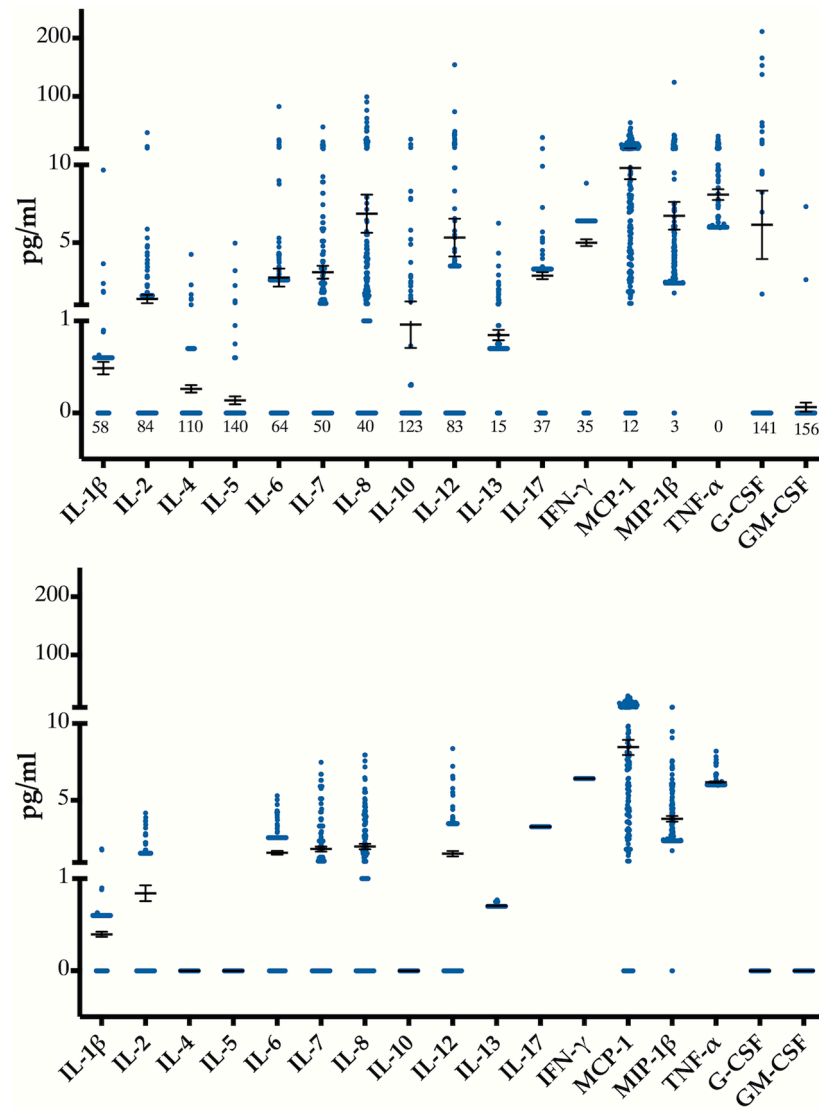 200
100
10
5
1
0
pg/ml
58 84 110 140 64 50 40 123 83 15 37 35 12 3 0 141 156
IL-1β IL-2 IL-4 IL-5 IL-6 IL-7 IL-8 IL-10 IL-12 IL-13 IL-17 IFN-γ MCP-1 MIP-1β TNF-α G-CSF GM-CSF
200
100
10
5
1
0
pg/ml
IL-1β IL-2 IL-4 IL-5 IL-6 IL-7 IL-8 IL-10 IL-12 IL-13 IL-17 IFN-γ MCP-1 MIP-1β TNF-α G-CSF GM-CSF